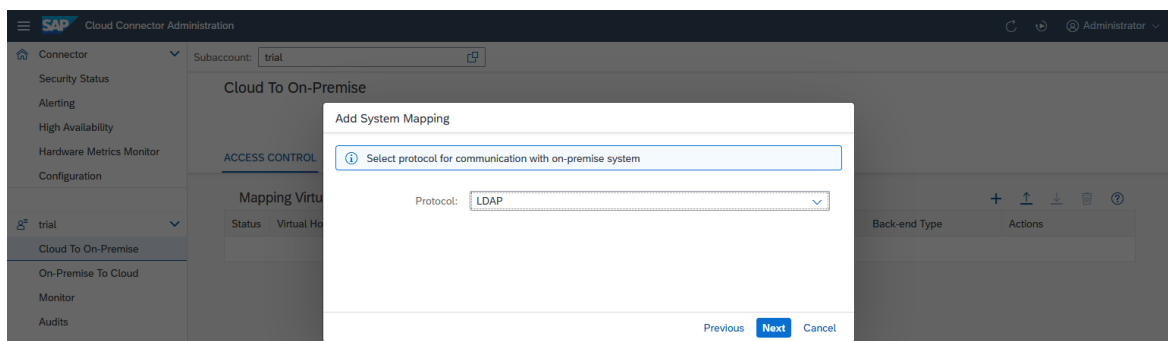 SAP Cloud Connector Administration
Administrator
Connector
Security Status
Alerting
High Availability
Hardware Metrics Monitor
Configuration
trial
Cloud To On-Premise
On-Premise To Cloud
Monitor
Audits
Subaccount: trial
Cloud To On-Premise
ACCESS CONTROL
Mapping Virtu
Status Virtual Ho
Back-end Type Actions
Add System Mapping
Select protocol for communication with on-premise system
Protocol: LDAP
Previous Next Cancel